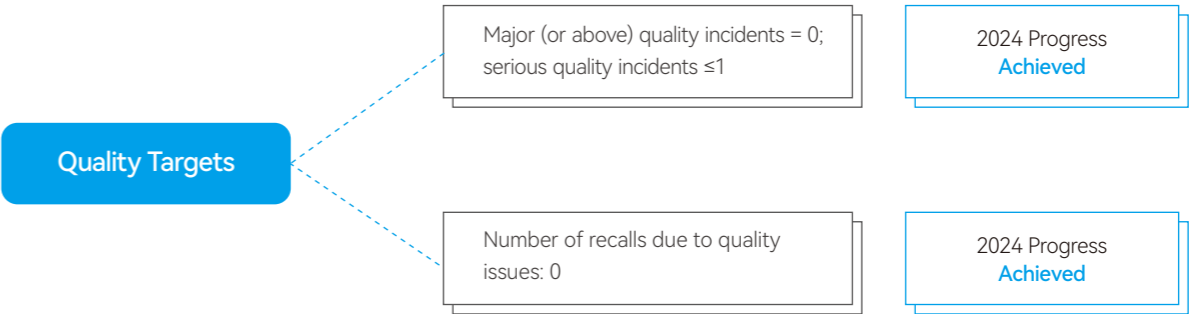 Quality Targets
Major (or above) quality incidents = 0;
serious quality incidents ≤1
2024 Progress
Achieved
Number of recalls due to quality
issues: 0
2024 Progress
Achieved